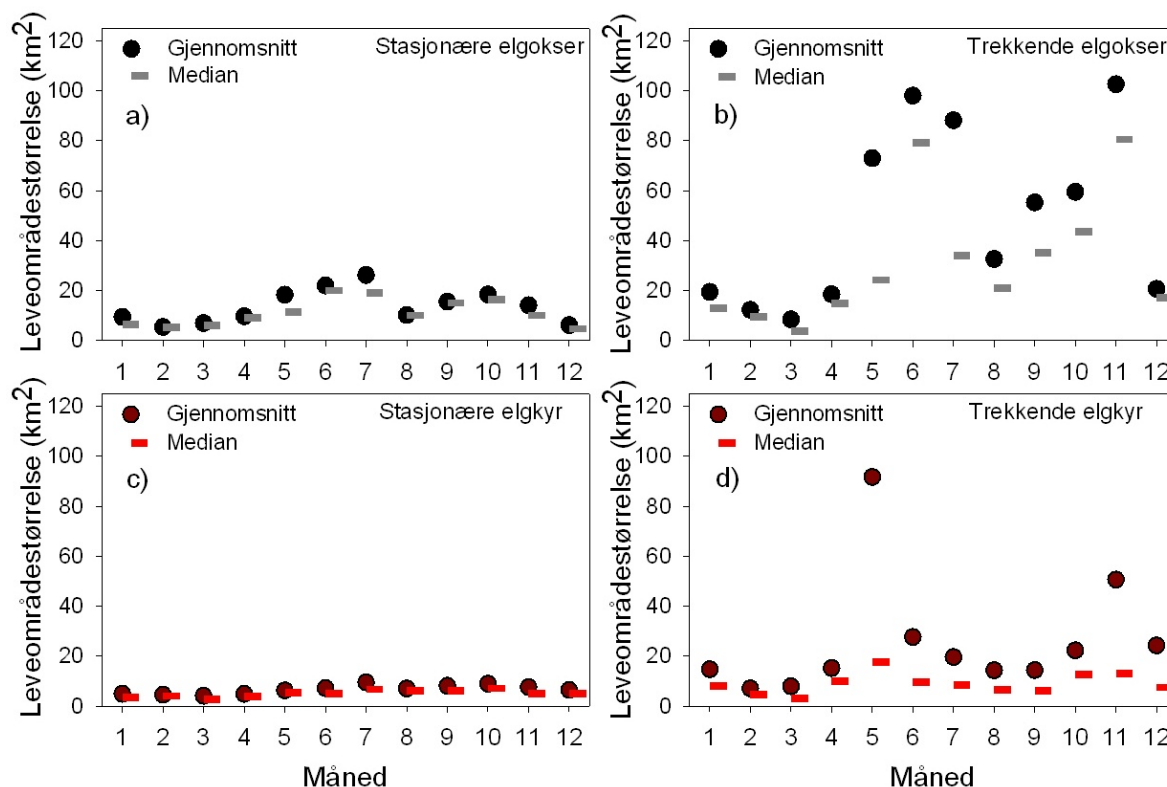 Leveområdestørrelse (km2)
120
100
80
60
40
20
0
Gjennomsnitt
Median
Stasjonære elgokser
a)
1 2 3 4 5 6 7 8 9 10 11 12
Leveområdestørrelse (km2)
120
100
80
60
40
20
0
Gjennomsnitt
Median
Trekkende elgokser
b)
1 2 3 4 5 6 7 8 9 10 11 12
Leveområdestørrelse (km2)
120
100
80
60
40
20
0
Gjennomsnitt
Median
Stasjonære elgkyr
c)
1 2 3 4 5 6 7 8 9 10 11 12
Måned
Leveområdestørrelse (km2)
120
100
80
60
40
20
0
Gjennomsnitt
Median
Trekkende elgkyr
d)
1 2 3 4 5 6 7 8 9 10 11 12
Måned